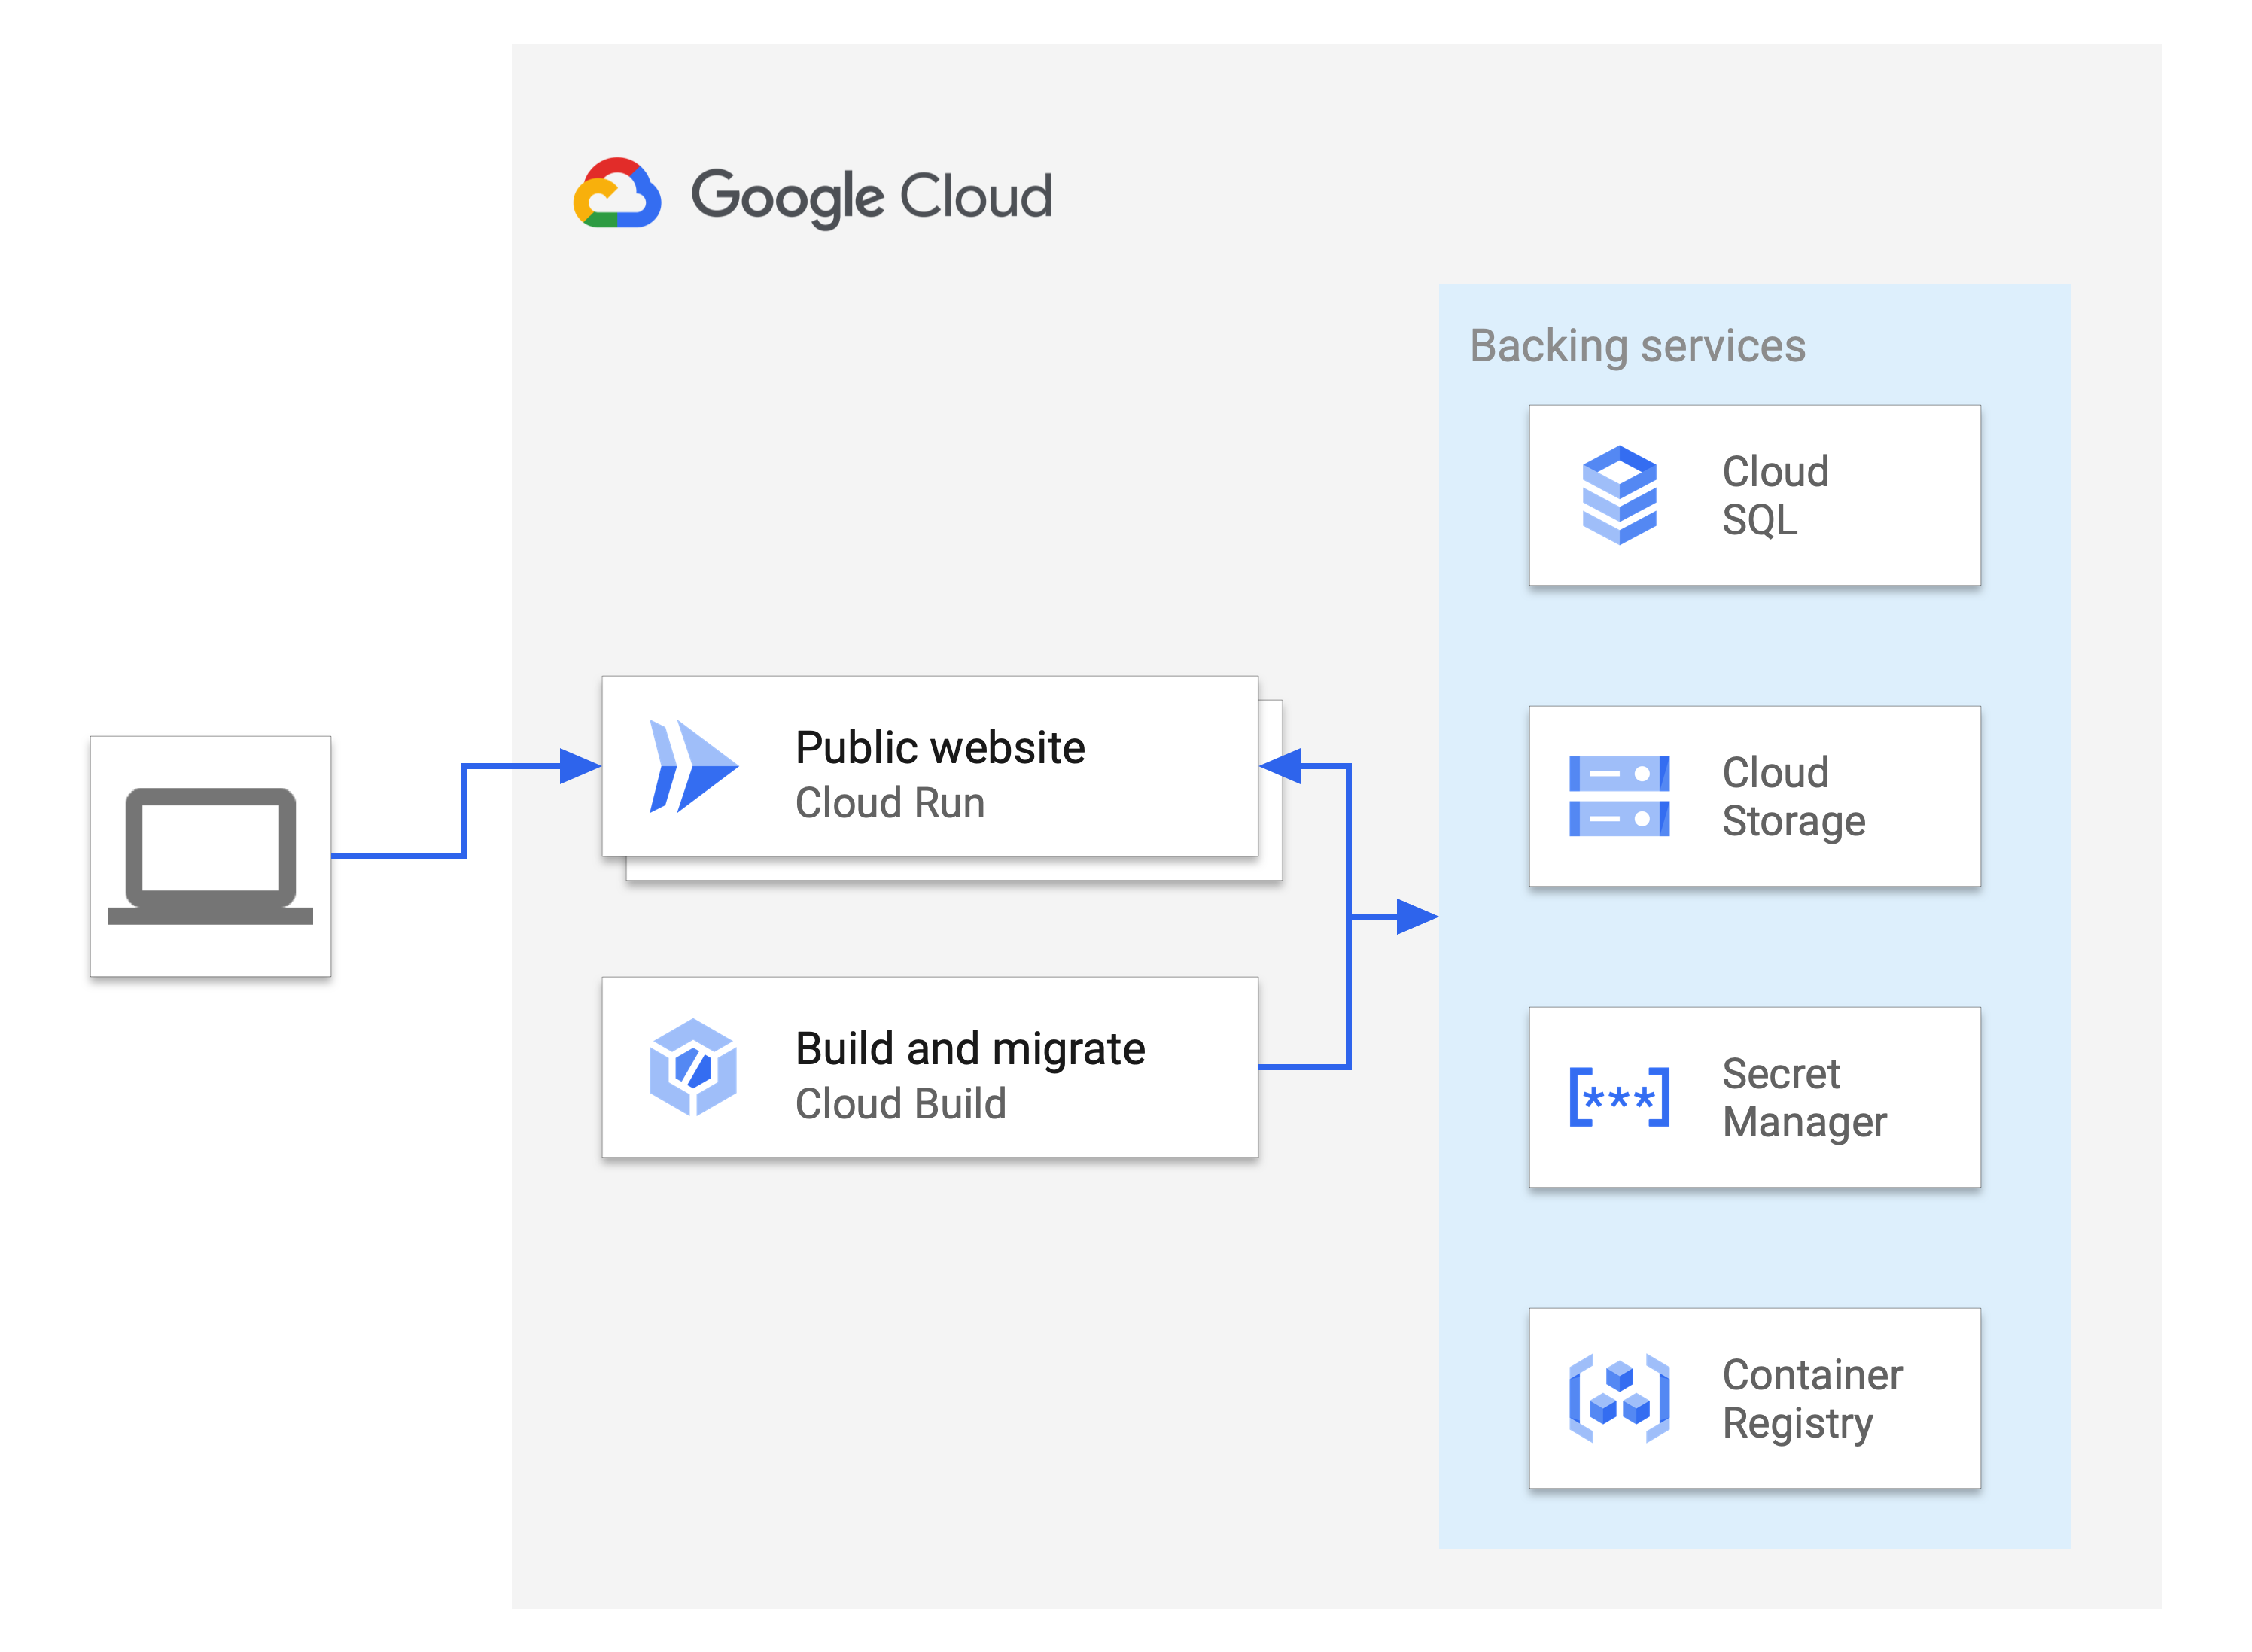 Google Cloud
Backing services
Cloud
SQL
Public website
Cloud Run
Cloud
Storage
Build and migrate
Cloud Build
Secret
Manager
[***]
Container
Registry